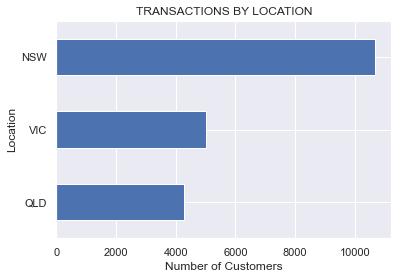 TRANSACTIONS BY LOCATION
NSW
VIC
QLD
Location
0 2000 4000 6000 8000 10000
Number of Customers